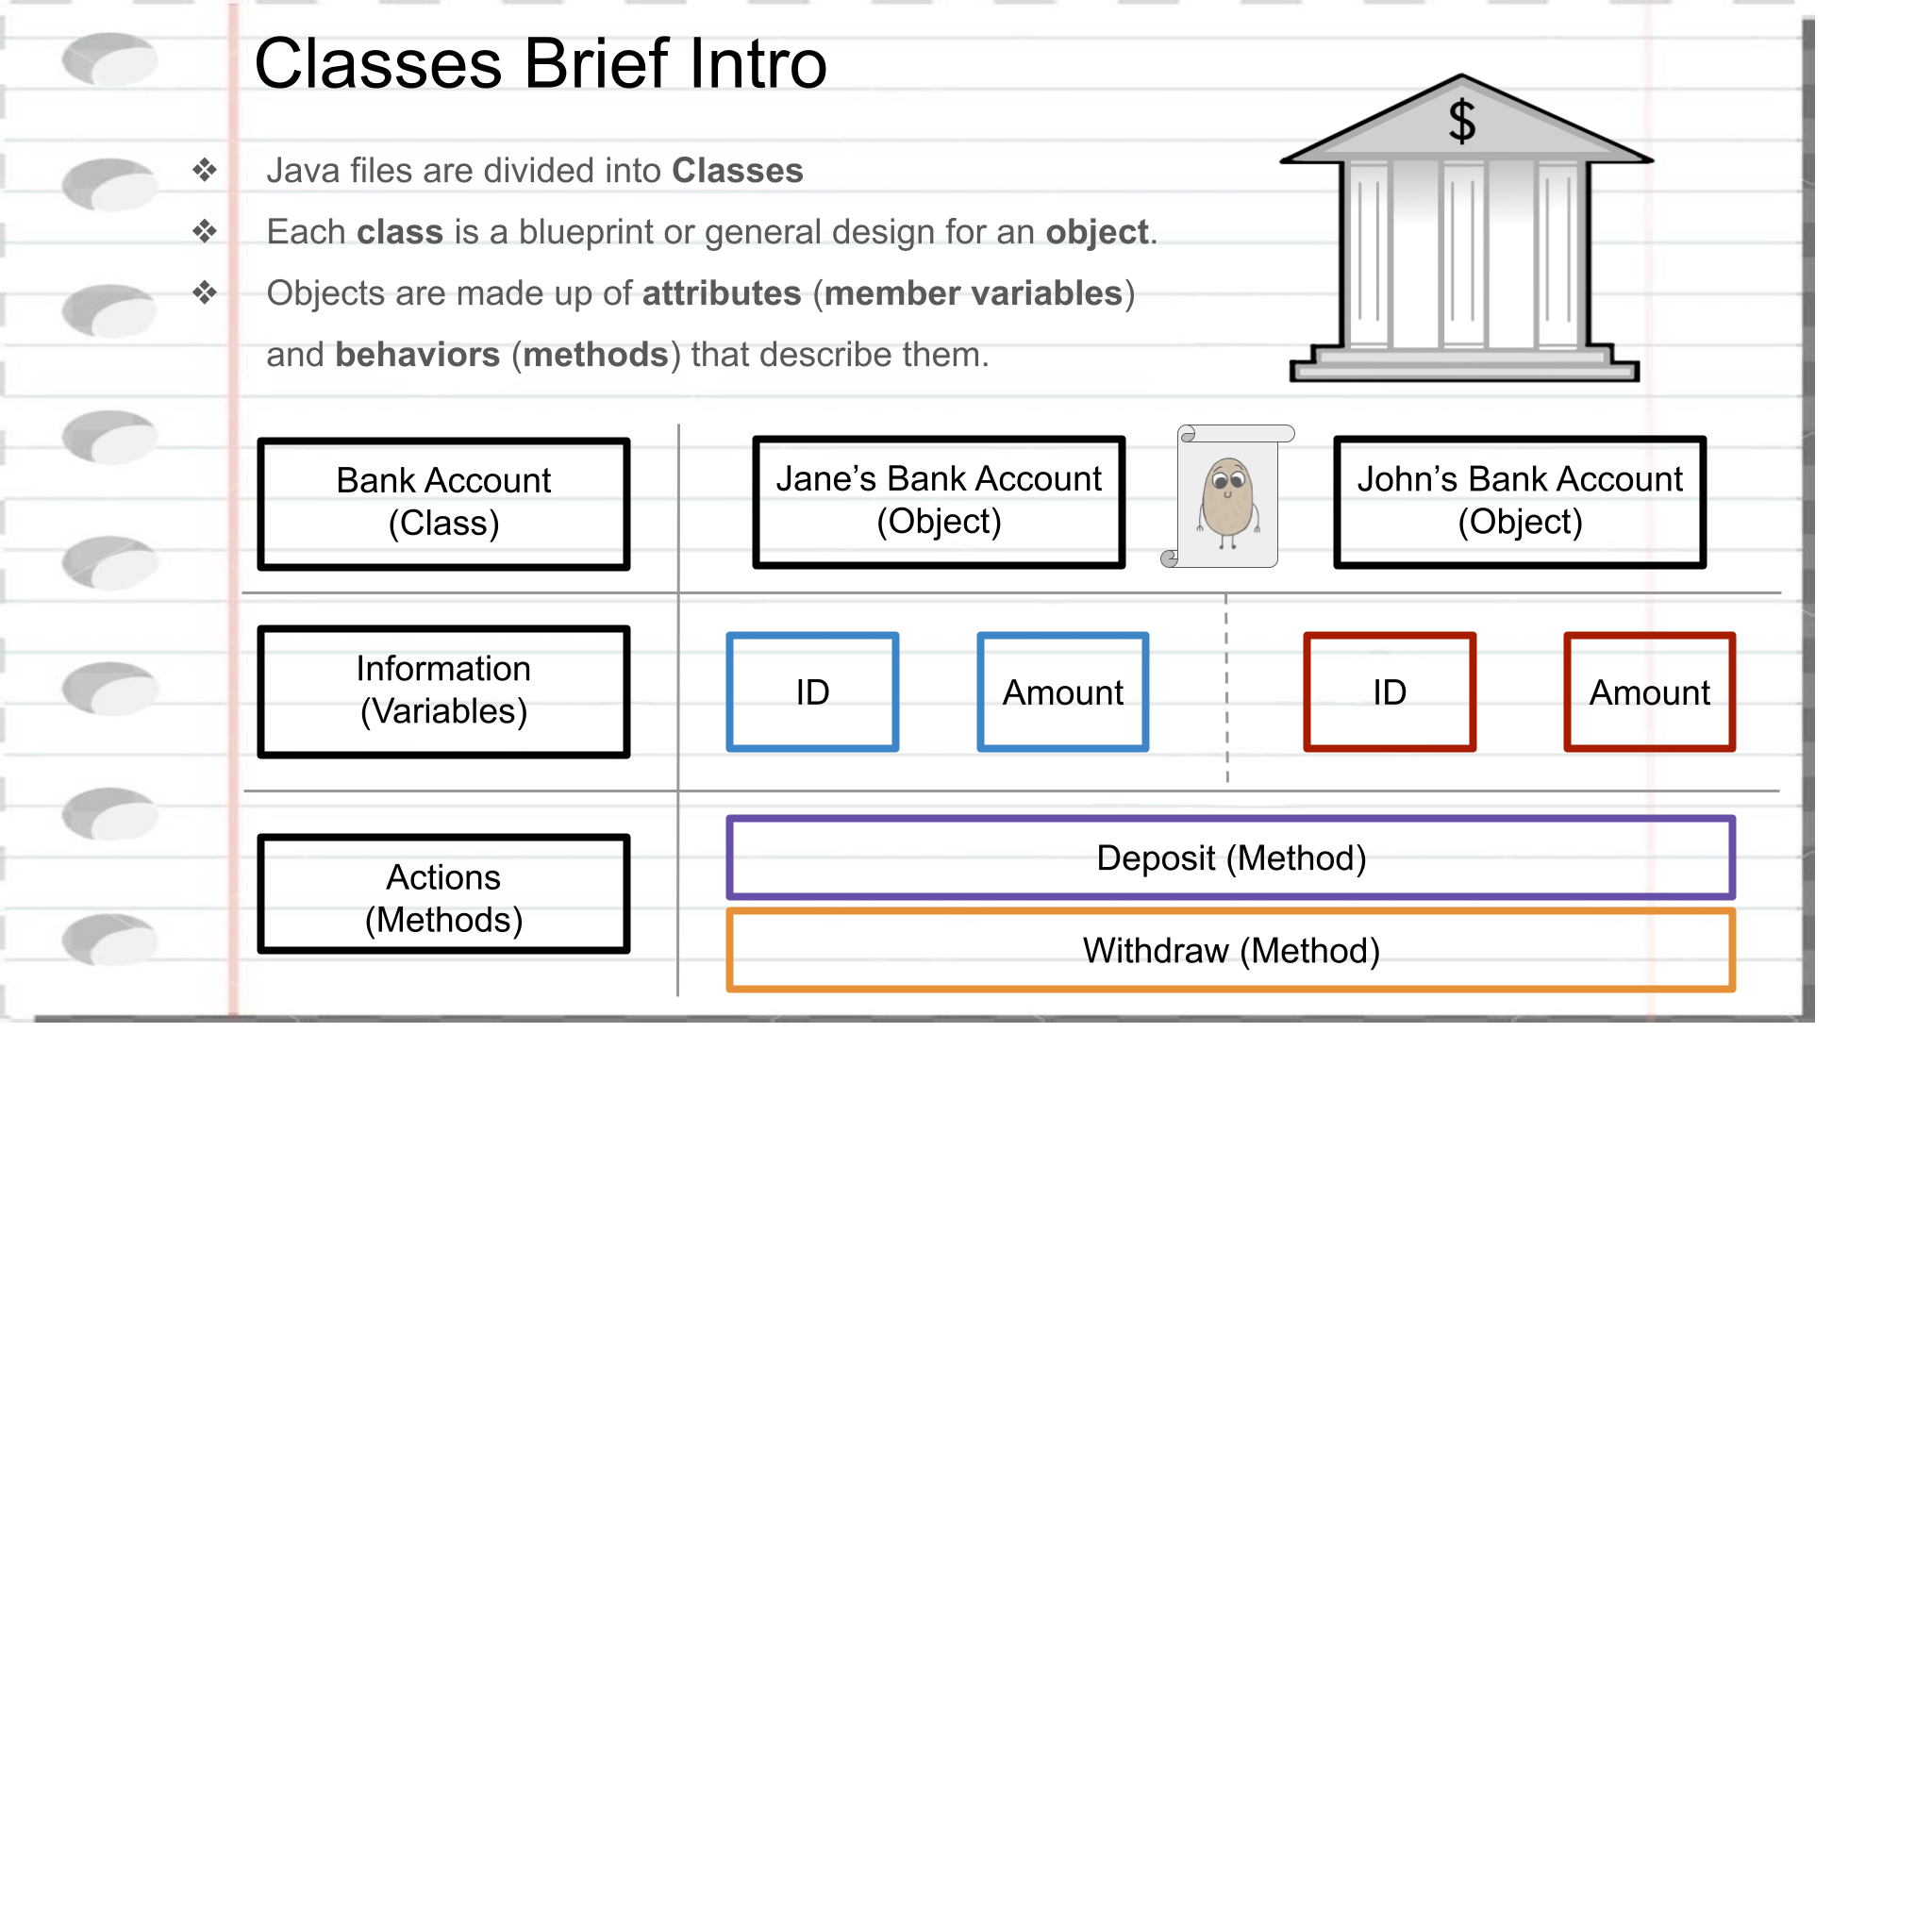 Classes Brief Intro
$
❖ Java files are divided into Classes
❖ Each class is a blueprint or general design for an object.
❖ Objects are made up of attributes (member variables)
and behaviors (methods) that describe them.
Bank Account
(Class)
Jane’s Bank Account
(Object)
John’s Bank Account
(Object)
Information
(Variables)
ID
Amount
ID
Amount
Actions
(Methods)
Deposit (Method)
Withdraw (Method)